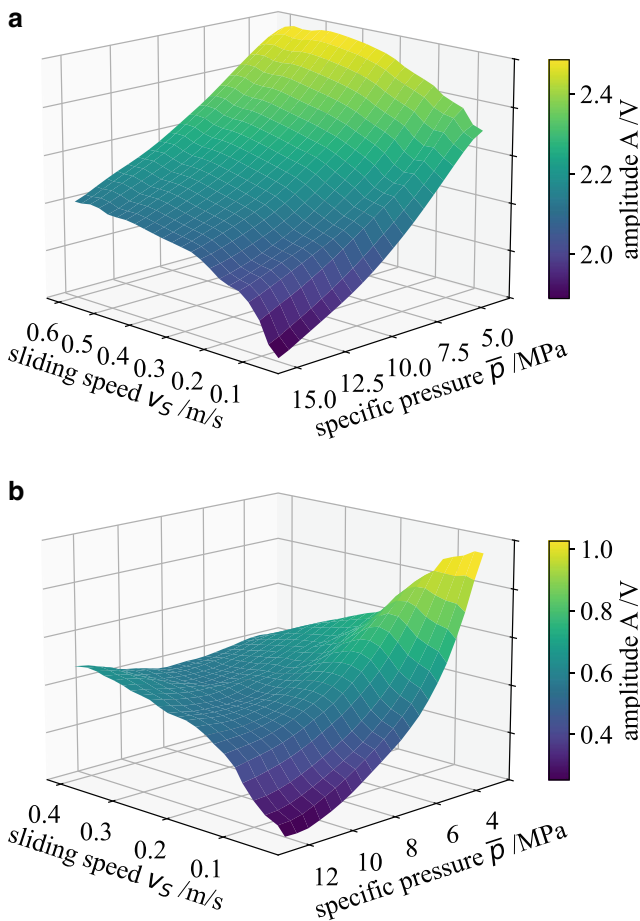 a
2.4
2.2
2.0
amplitude A /V
0.6 0.5 0.4 0.3 0.2 0.1
sliding speed v_S /m/s
15.0 12.5 10.0 7.5 5.0
specific pressure p̅ /MPa
b
1.0
0.8
0.6
0.4
amplitude A /V
0.4 0.3 0.2 0.1
sliding speed v_S /m/s
12 10 8 6 4
specific pressure p̅ /MPa